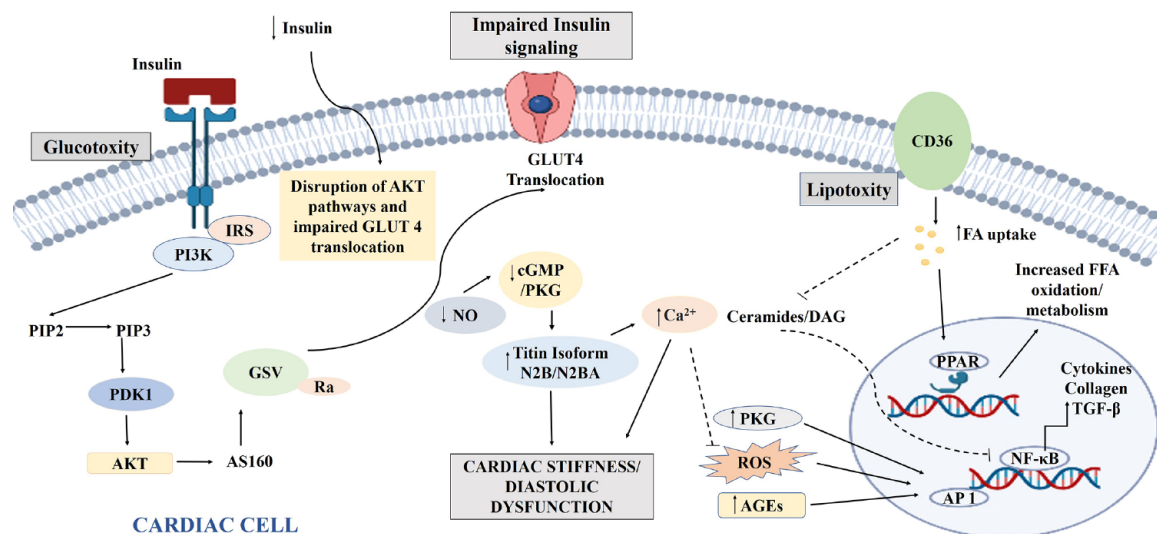 ↓ Insulin
Impaired Insulin
signaling
Insulin
Glucotoxity
CD36
GLUT4
Translocation
Lipotoxity
Disruption of AKT
pathways and
impaired GLUT 4
translocation
IRS
PI3K
↑FA uptake
↓ cGMP
/PKG
Increased FFA
oxidation/
metabolism
↓ NO
↑ Ca²⁺
Ceramides/DAG
PIP2
PIP3
↑ Titin Isoform
N2B/N2BA
PPAR
GSV
Ra
Cytokines
Collagen
TGF-β
PDK1
↑ PKG
NF-κB
AKT
AS160
ROS
CARDIAC STIFFNESS/
DIASTOLIC
DYSFUNCTION
↑ AGEs
AP 1
CARDIAC CELL